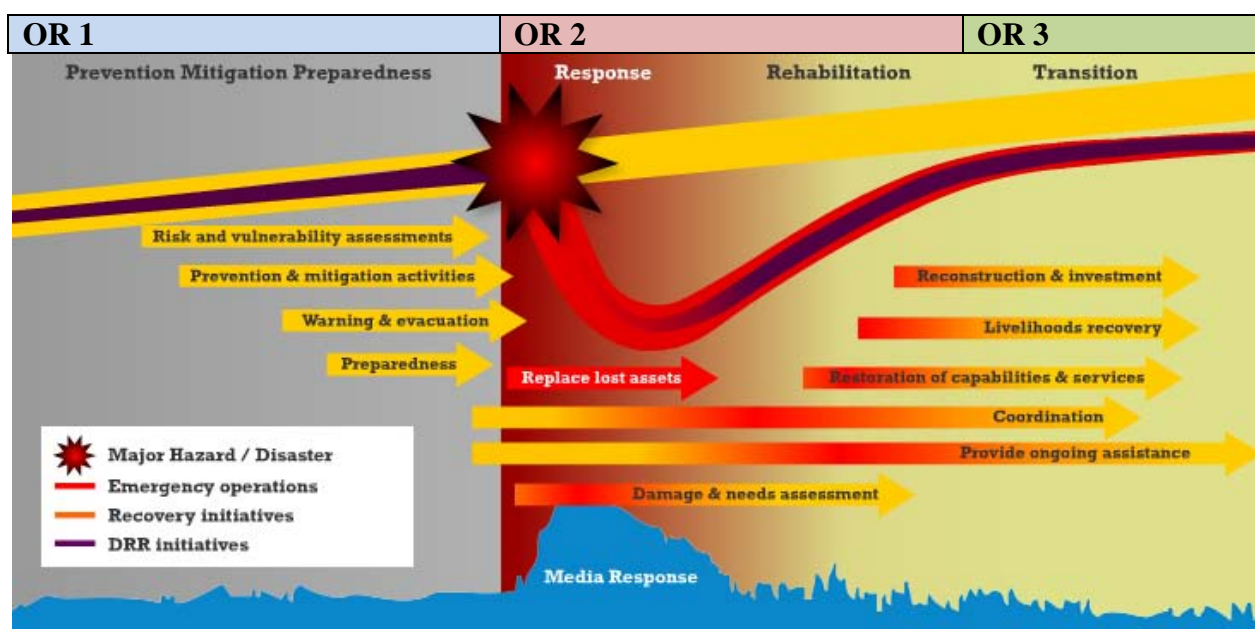 OR 1
OR 2
OR 3
Prevention Mitigation Preparedness
Response
Rehabilitation
Transition
Risk and vulnerability assessments
Prevention & mitigation activities
Warning & evacuation
Preparedness
Reconstruction & investment
Livelihoods recovery
Replace lost assets
Restoration of capabilities & services
Coordination
Provide ongoing assistance
Damage & needs assessment
Major Hazard / Disaster
Emergency operations
Recovery initiatives
DRR initiatives
Media Response